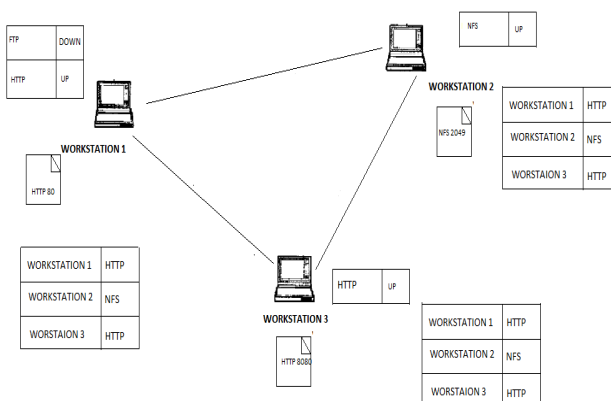 FTP DOWN
HTTP UP
WORKSTATION 1
HTTP 80
NFS UP
WORKSTATION 2
NFS 2049
WORKSTATION 1 HTTP
WORKSTATION 2 NFS
WORSTAION 3 HTTP
WORKSTATION 1 HTTP
WORKSTATION 2 NFS
WORSTAION 3 HTTP
HTTP UP
WORKSTATION 3
HTTP 8080
WORKSTATION 1 HTTP
WORKSTATION 2 NFS
WORSTAION 3 HTTP